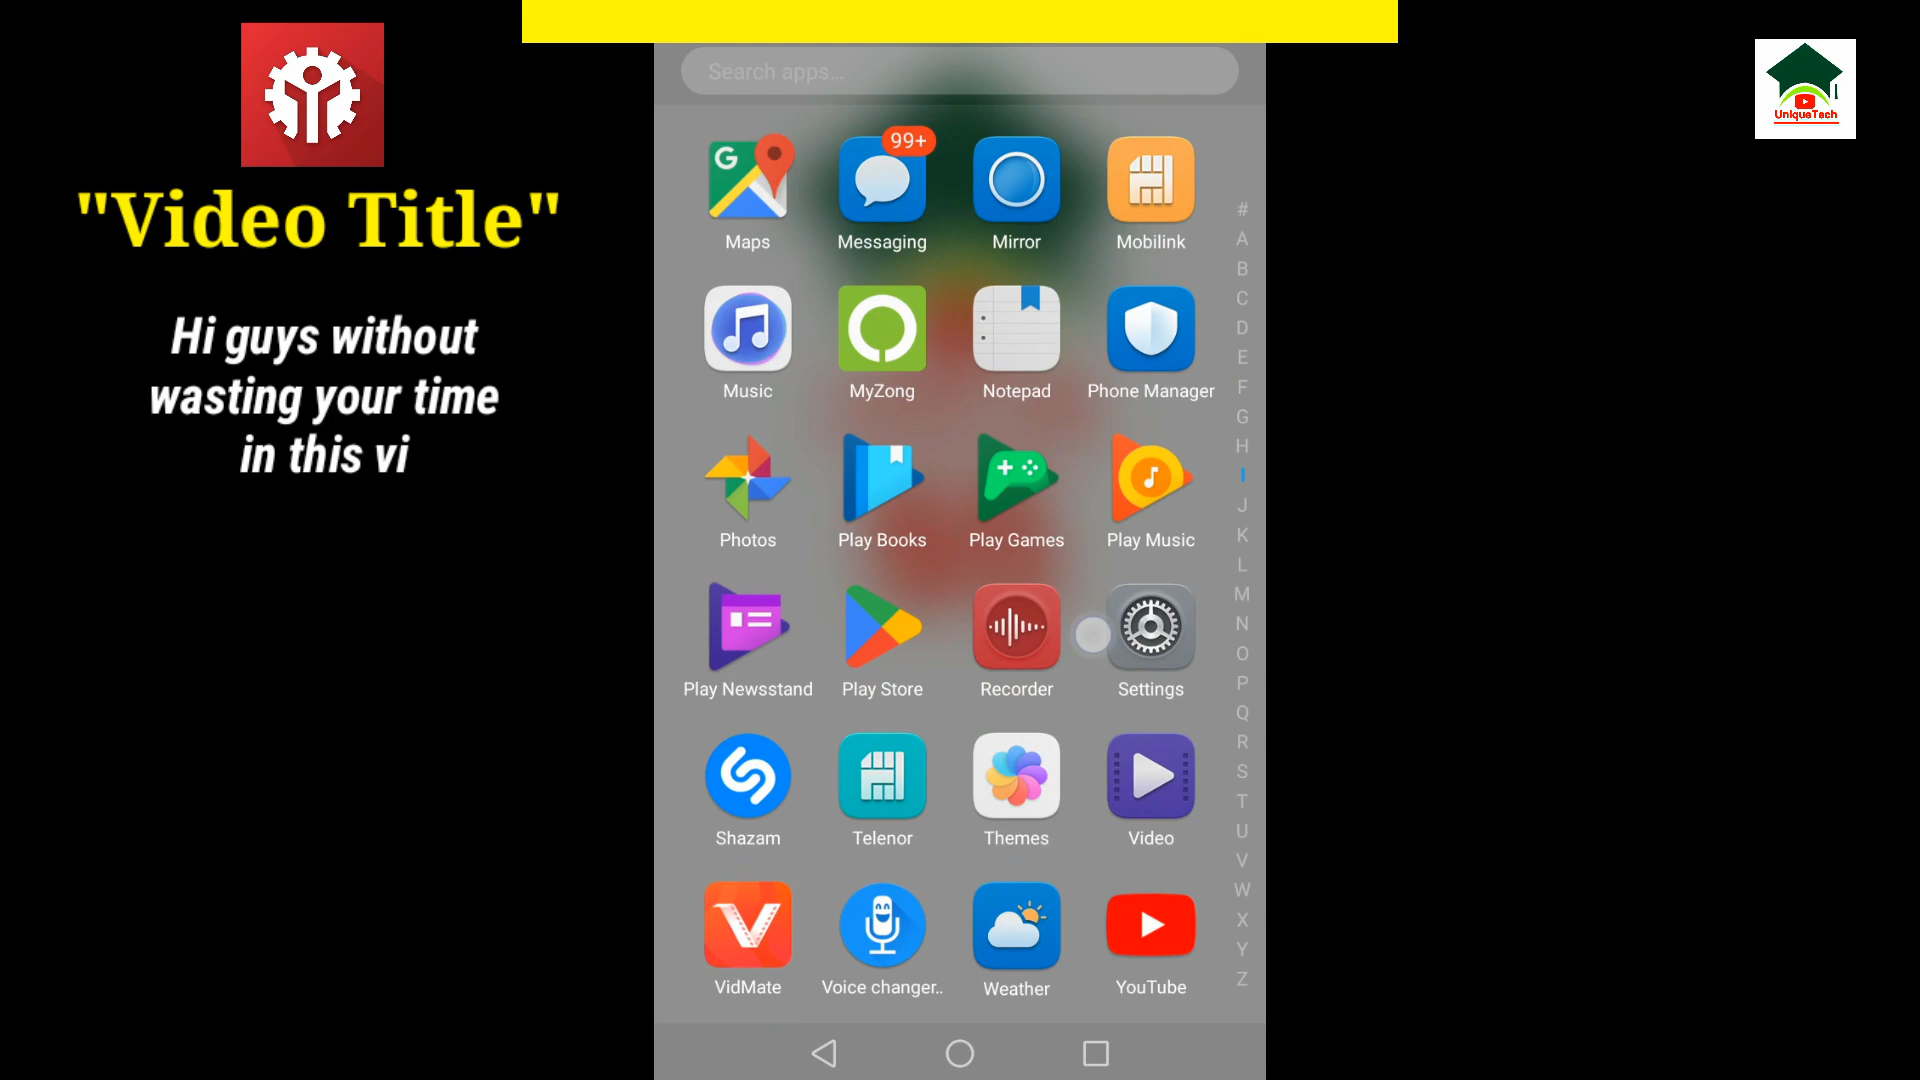 "Video Title"
Hi guys without
wasting your time
in this vi
UniqueTech
Search apps...
99+
Maps
Messaging
Mirror
Mobilink
Music
MyZong
Notepad
Phone Manager
Photos
Play Books
Play Games
Play Music
Play Newsstand
Play Store
Recorder
Settings
Shazam
Telenor
Themes
Video
VidMate
Voice changer..
Weather
YouTube
#
A
B
C
D
E
F
G
H
I
J
K
L
M
N
O
P
Q
R
S
T
U
V
W
X
Y
Z